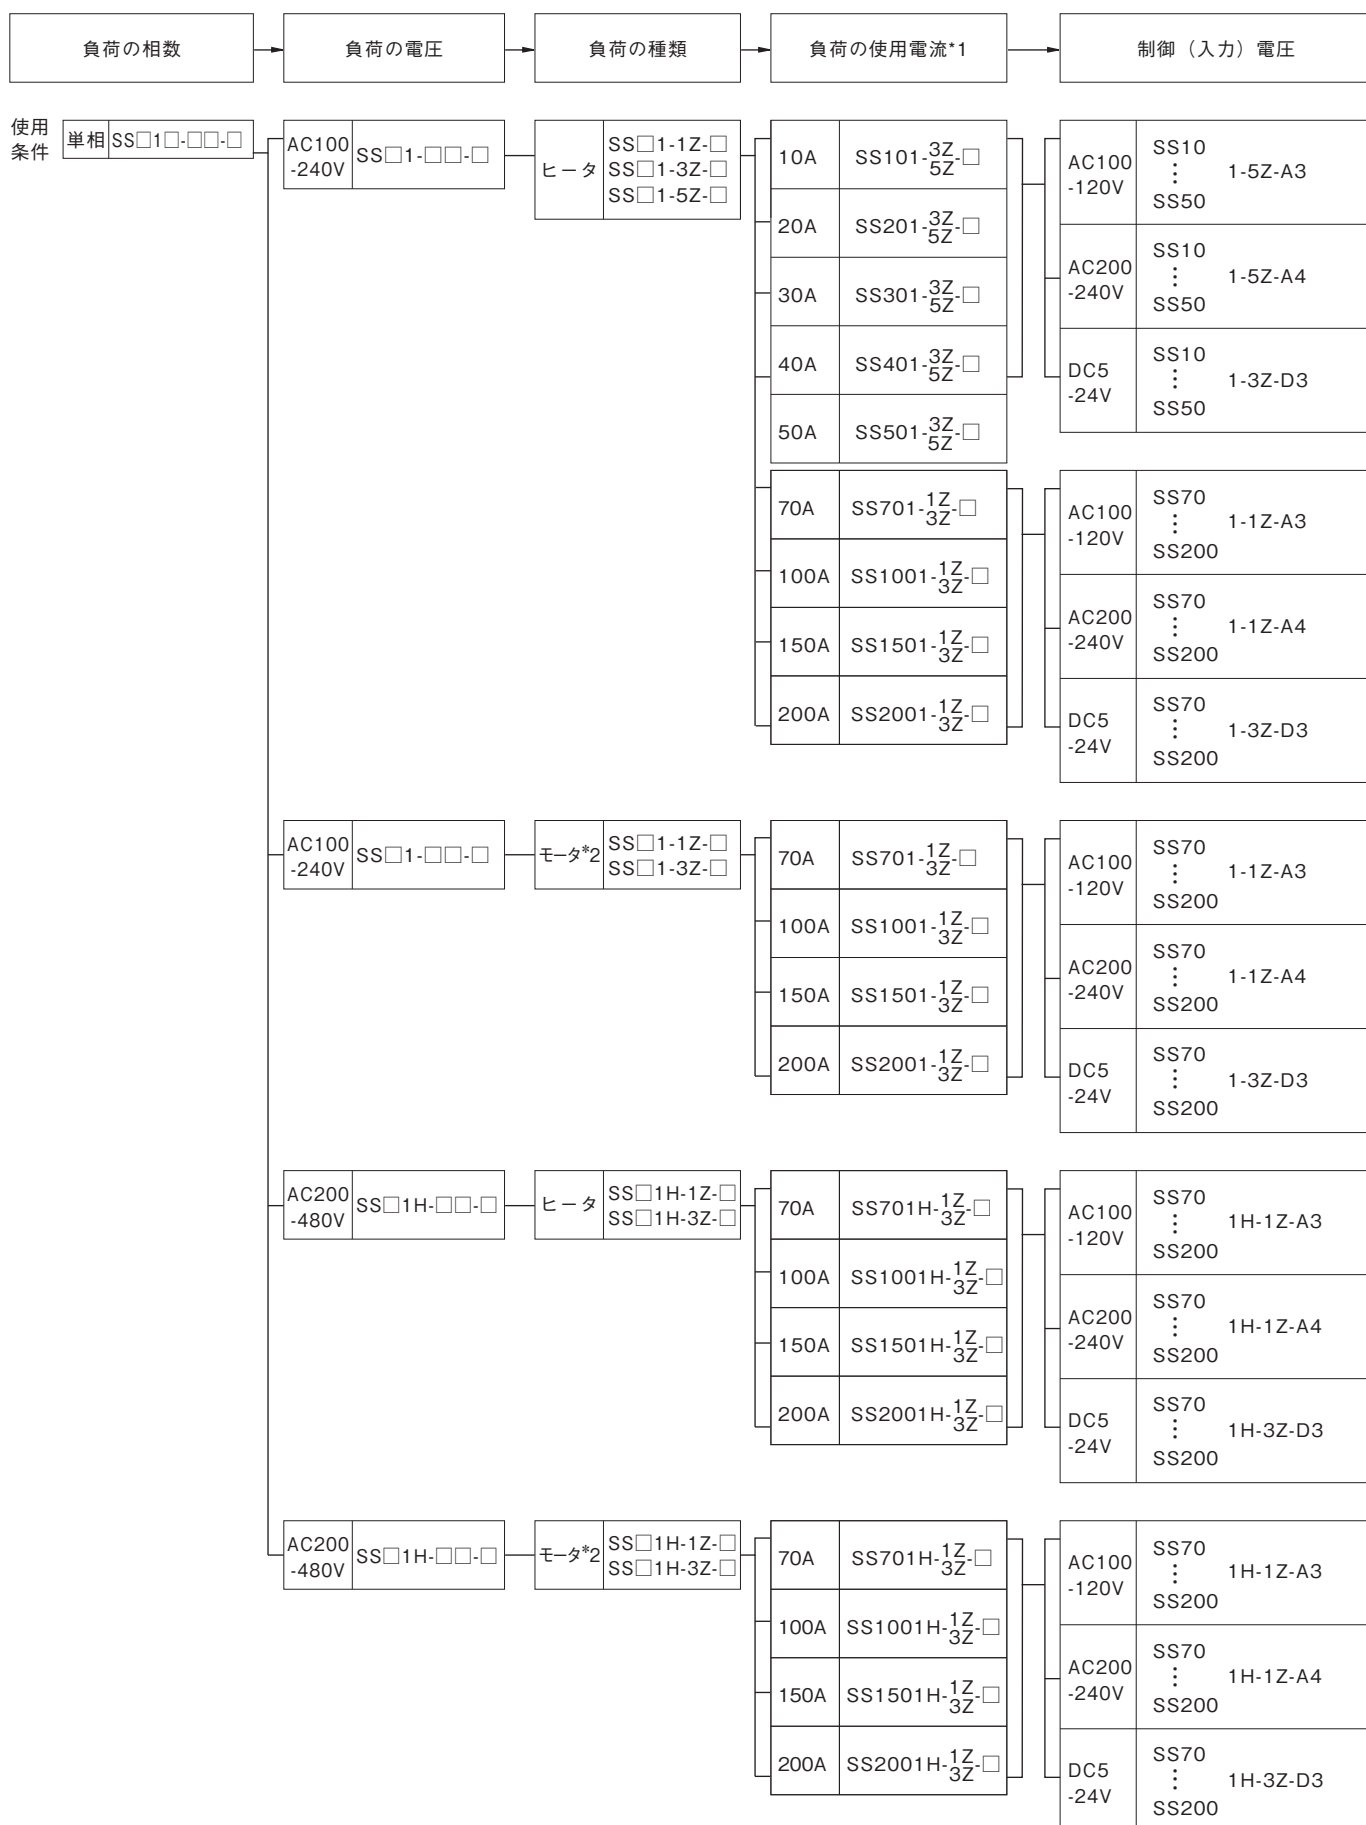 負荷の相数
負荷の電圧
負荷の種類
負荷の使用電流*1
制御（入力）電圧
使用
条件
単相 SS□1□-□□-□
AC100
-240V
SS□1-□□-□
ヒータ
SS□1-1Z-□
SS□1-3Z-□
SS□1-5Z-□
10A SS101-3Z/5Z-□
20A SS201-3Z/5Z-□
30A SS301-3Z/5Z-□
40A SS401-3Z/5Z-□
50A SS501-3Z/5Z-□
AC100
-120V
SS10
⋮
SS50
1-5Z-A3
AC200
-240V
SS10
⋮
SS50
1-5Z-A4
DC5
-24V
SS10
⋮
SS50
1-3Z-D3
70A SS701-1Z/3Z-□
100A SS1001-1Z/3Z-□
150A SS1501-1Z/3Z-□
200A SS2001-1Z/3Z-□
AC100
-120V
SS70
⋮
SS200
1-1Z-A3
AC200
-240V
SS70
⋮
SS200
1-1Z-A4
DC5
-24V
SS70
⋮
SS200
1-3Z-D3
AC100
-240V
SS□1-□□-□
モータ*2
SS□1-1Z-□
SS□1-3Z-□
70A SS701-1Z/3Z-□
100A SS1001-1Z/3Z-□
150A SS1501-1Z/3Z-□
200A SS2001-1Z/3Z-□
AC100
-120V
SS70
⋮
SS200
1-1Z-A3
AC200
-240V
SS70
⋮
SS200
1-1Z-A4
DC5
-24V
SS70
⋮
SS200
1-3Z-D3
AC200
-480V
SS□1H-□□-□
ヒータ
SS□1H-1Z-□
SS□1H-3Z-□
70A SS701H-1Z/3Z-□
100A SS1001H-1Z/3Z-□
150A SS1501H-1Z/3Z-□
200A SS2001H-1Z/3Z-□
AC100
-120V
SS70
⋮
SS200
1H-1Z-A3
AC200
-240V
SS70
⋮
SS200
1H-1Z-A4
DC5
-24V
SS70
⋮
SS200
1H-3Z-D3
AC200
-480V
SS□1H-□□-□
モータ*2
SS□1H-1Z-□
SS□1H-3Z-□
70A SS701H-1Z/3Z-□
100A SS1001H-1Z/3Z-□
150A SS1501H-1Z/3Z-□
200A SS2001H-1Z/3Z-□
AC100
-120V
SS70
⋮
SS200
1H-1Z-A3
AC200
-240V
SS70
⋮
SS200
1H-1Z-A4
DC5
-24V
SS70
⋮
SS200
1H-3Z-D3